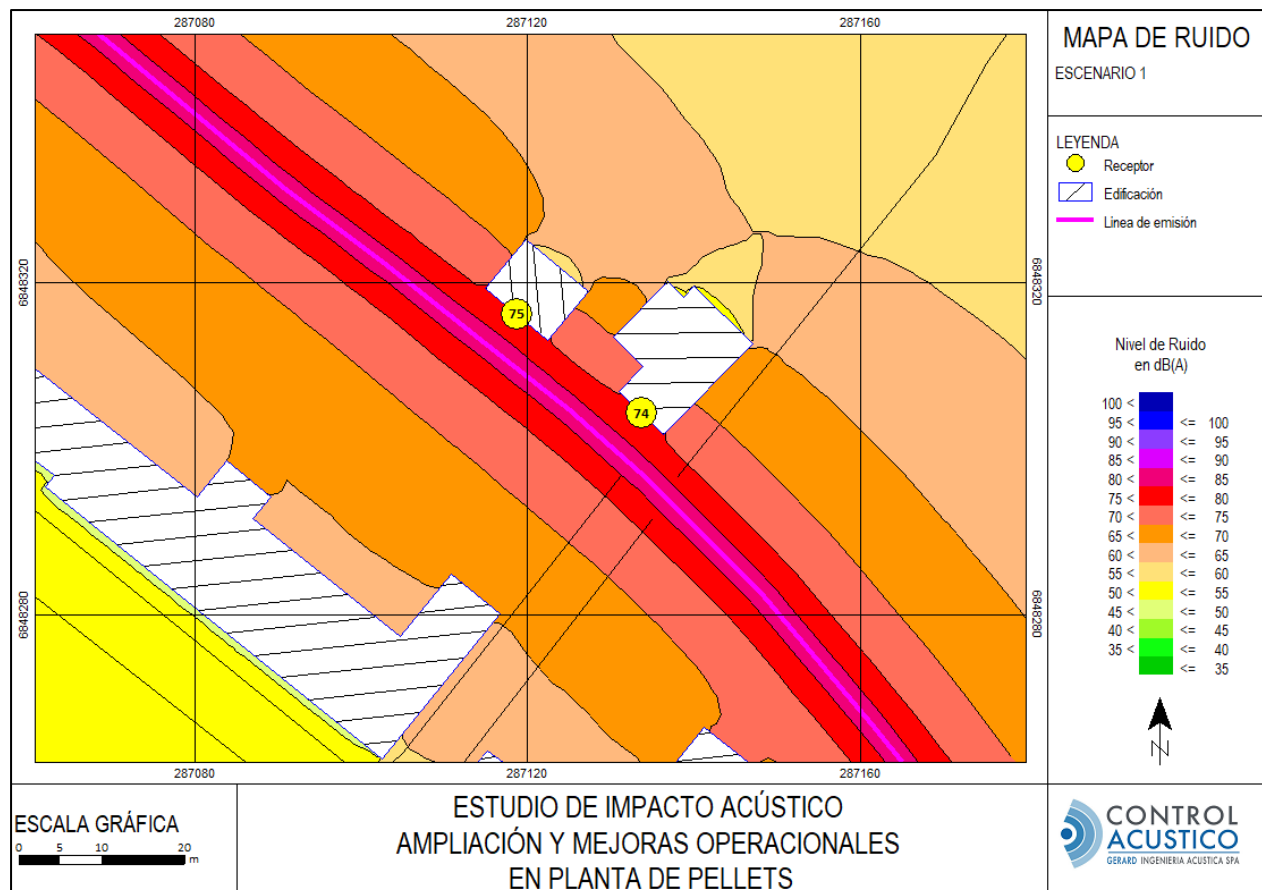 287080 287120 287160
6848320 6848320
75
74
6848280 6848280
287080 287120 287160
MAPA DE RUIDO
ESCENARIO 1
LEYENDA
Receptor
Edificación
Linea de emisión
Nivel de Ruido
en dB(A)
100 <
95 < <= 100
90 < <= 95
85 < <= 90
80 < <= 85
75 < <= 80
70 < <= 75
65 < <= 70
60 < <= 65
55 < <= 60
50 < <= 55
45 < <= 50
40 < <= 45
35 < <= 40
<= 35
N
ESCALA GRÁFICA
0 5 10 20
m
ESTUDIO DE IMPACTO ACÚSTICO
AMPLIACIÓN Y MEJORAS OPERACIONALES
EN PLANTA DE PELLETS
CONTROL
ACUSTICO
GERARD INGENIERIA ACUSTICA SPA